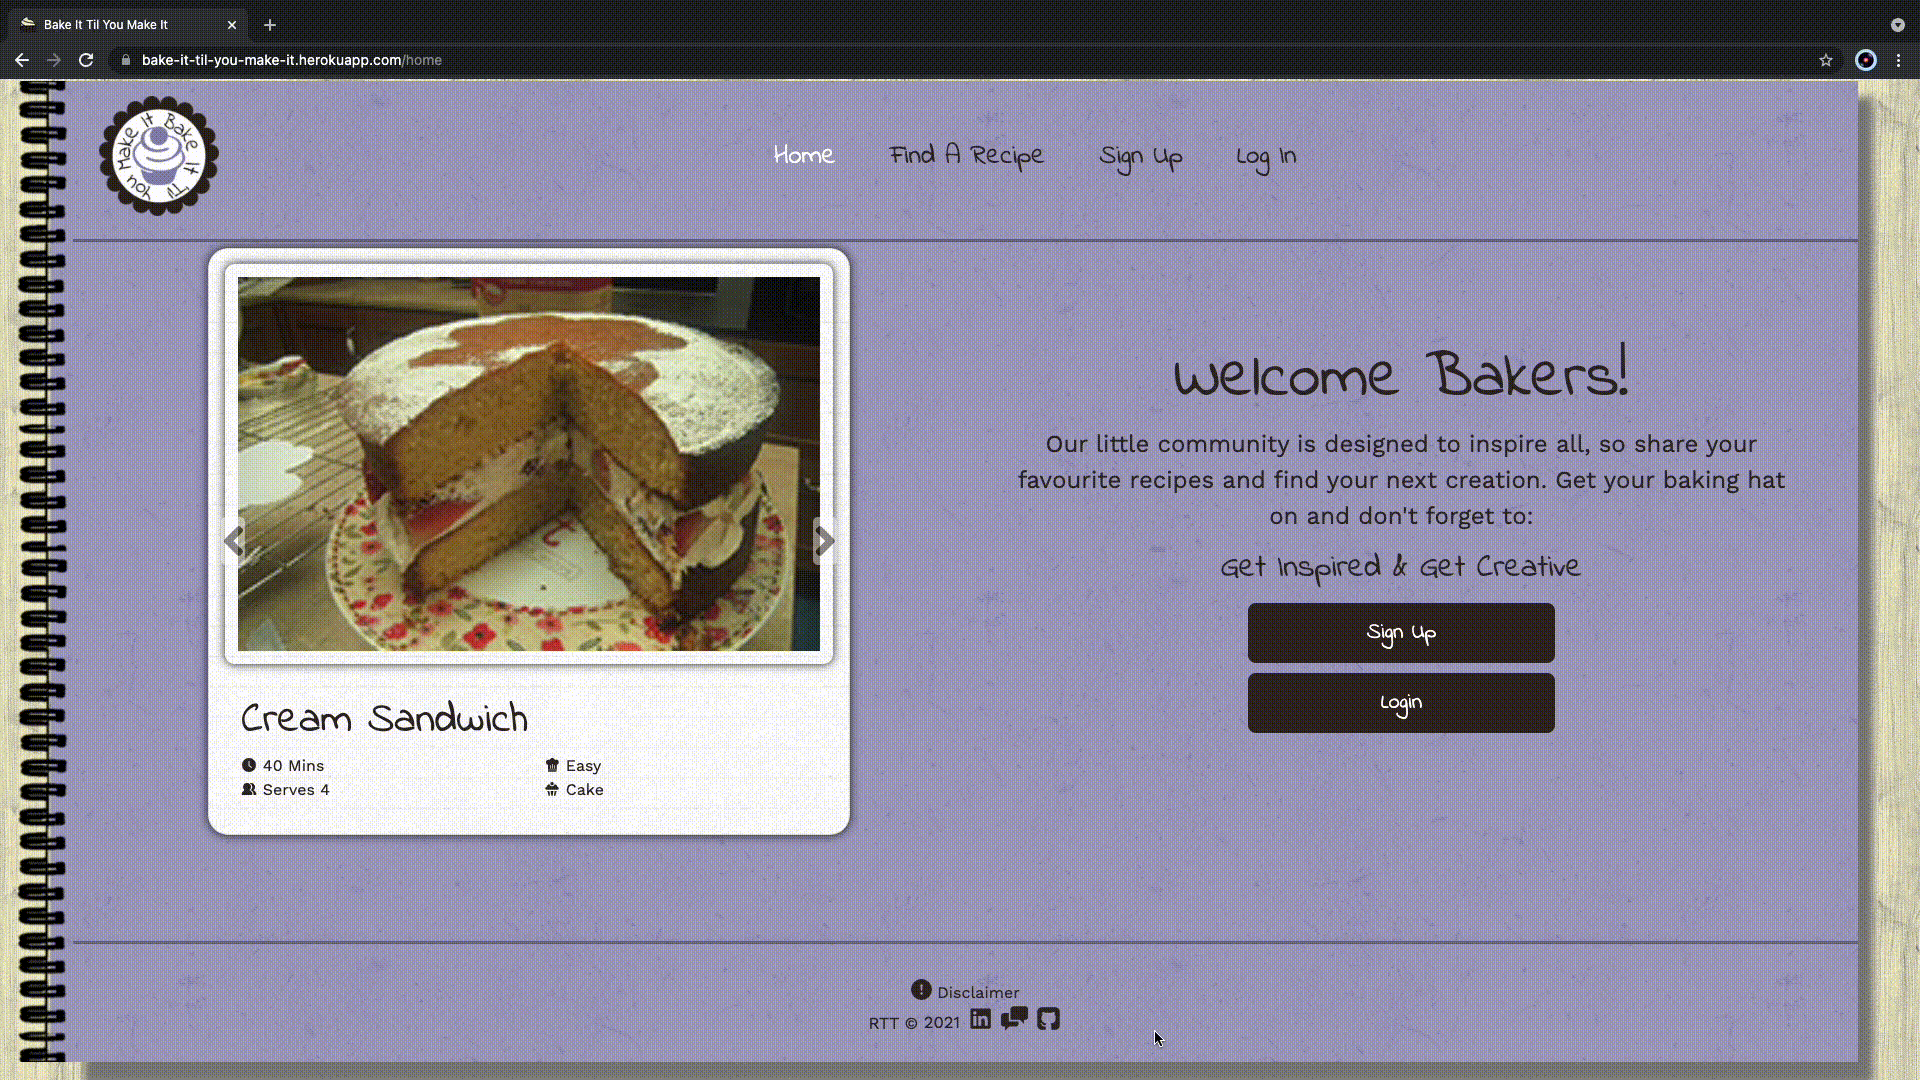 Bake It Til You Make It
bake-it-til-you-make-it.herokuapp.com/home
Bake It Til You Make It
Home Find A Recipe Sign Up Log In
Welcome Bakers!
Our little community is designed to inspire all, so share your
favourite recipes and find your next creation. Get your baking hat
on and don't forget to:
Get Inspired & Get Creative
Sign Up
Login
Cream Sandwich
40 Mins Easy
Serves 4 Cake
Disclaimer
RTT © 2021